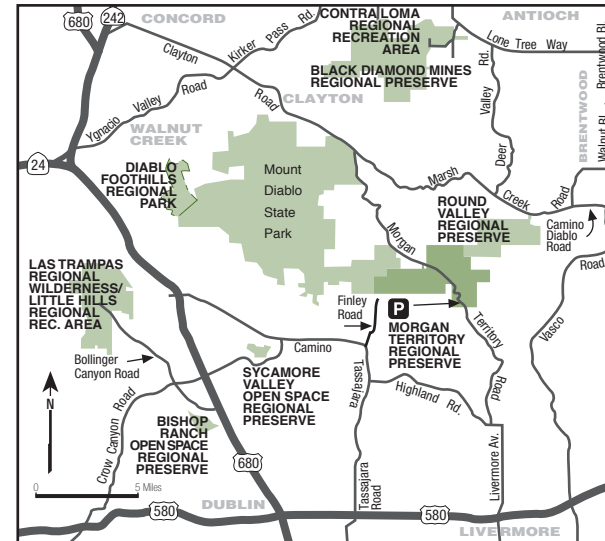 680
242
CONCORD
CONTRA LOMA
REGIONAL
RECREATION
AREA
ANTIOCH
Kirker Pass Rd.
Clayton
Road
Lone Tree Way
Brentwood Bl.
BLACK DIAMOND MINES
REGIONAL PRESERVE
CLAYTON
Ygnacio Valley Road
Deer
Valley
Rd.
BRENTWOOD
Walnut Bl.
WALNUT
CREEK
24
DIABLO
FOOTHILLS
REGIONAL
PARK
Mount
Diablo
State
Park
Marsh
Creek
Road
Morgan
Territory
Road
ROUND
VALLEY
REGIONAL
PRESERVE
Camino
Diablo
Road
Vasco
Road
LAS TRAMPAS
REGIONAL
WILDERNESS/
LITTLE HILLS
REGIONAL
REC. AREA
Finley
Road
P
MORGAN
TERRITORY
REGIONAL
PRESERVE
Bollinger
Canyon Road
Camino
Tassajara
SYCAMORE
VALLEY
OPEN SPACE
REGIONAL
PRESERVE
Highland Rd.
N
Crow Canyon Road
BISHOP
RANCH
OPEN SPACE
REGIONAL
PRESERVE
680
Tassajara
Road
Livermore Av.
0
5 Miles
580
DUBLIN
580
LIVERMORE